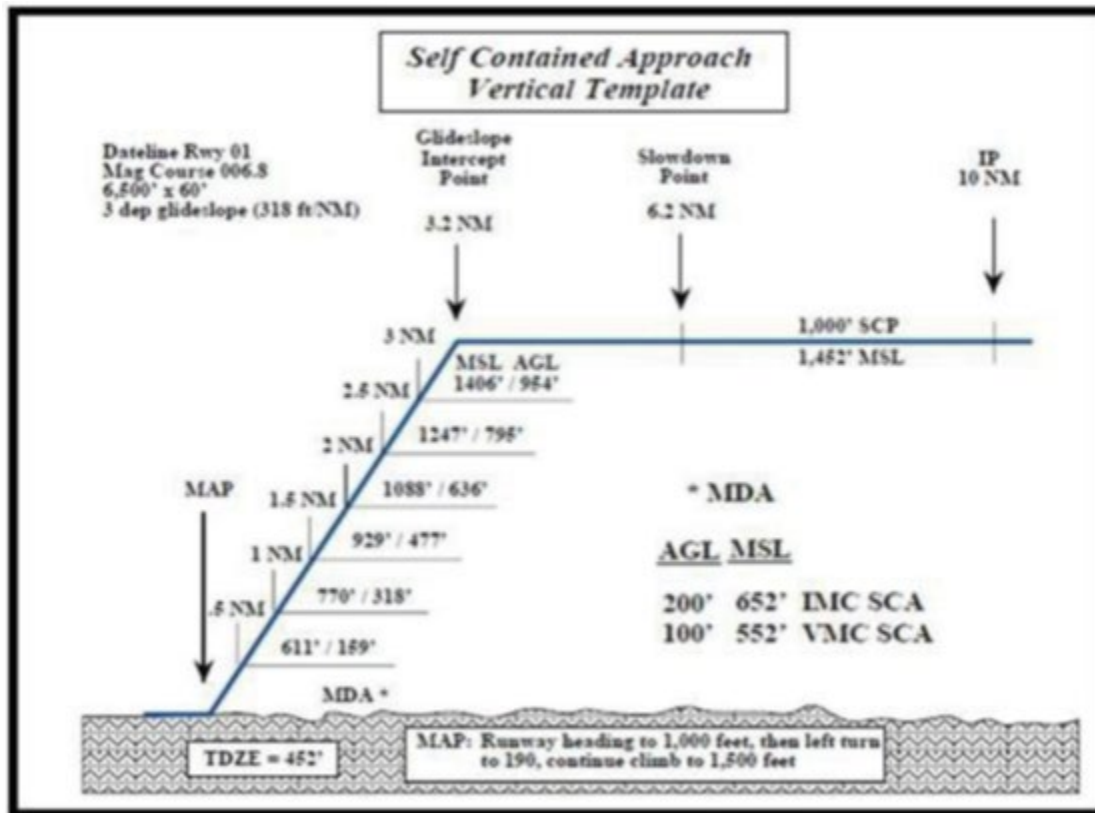 Self Contained Approach
Vertical Template
Dateline Rwy 01
Mag Course 006.8
6,500' x 60'
3 dep glideslope (318 ft/NM)
Glideslope
Intercept
Point
3.2 NM
Slowdown
Point
6.2 NM
IP
10 NM
1,000' SCP
1,452' MSL
3 NM
MSL AGL
1406' / 954'
2.5 NM
1247' / 795'
2 NM
1088' / 636'
MAP
1.5 NM
929' / 477'
1 NM
770' / 318'
.5 NM
611' / 159'
MDA *
* MDA
AGL MSL
200' 652' IMC SCA
100' 552' VMC SCA
TDZE = 452'
MAP: Runway heading to 1,000 feet, then left turn
to 190, continue climb to 1,500 feet